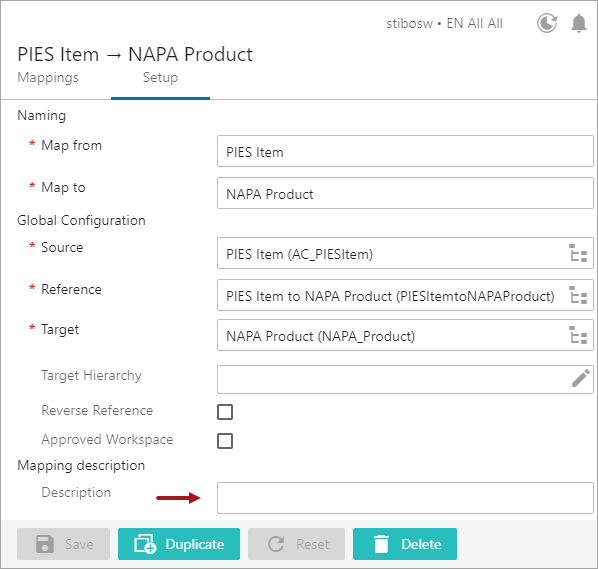 stibosw • EN All All
PIES Item → NAPA Product
Mappings Setup
Naming
* Map from PIES Item
* Map to NAPA Product
Global Configuration
* Source PIES Item (AC_PIESItem)
* Reference PIES Item to NAPA Product (PIESItemtoNAPAProduct)
* Target NAPA Product (NAPA_Product)
Target Hierarchy
Reverse Reference
Approved Workspace
Mapping description
Description
Save Duplicate Reset Delete